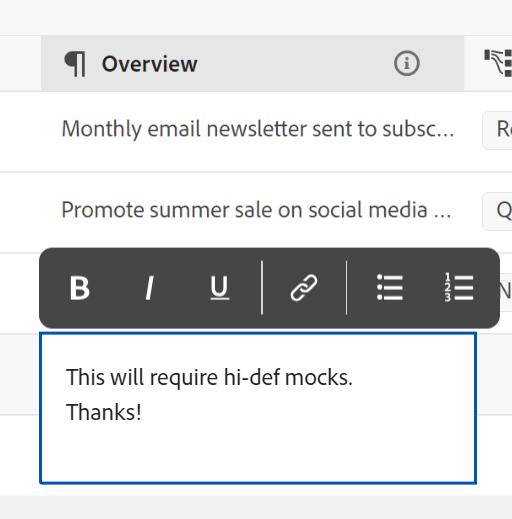 Overview
Monthly email newsletter sent to subsc...
Promote summer sale on social media ...
B I U
This will require hi-def mocks.
Thanks!